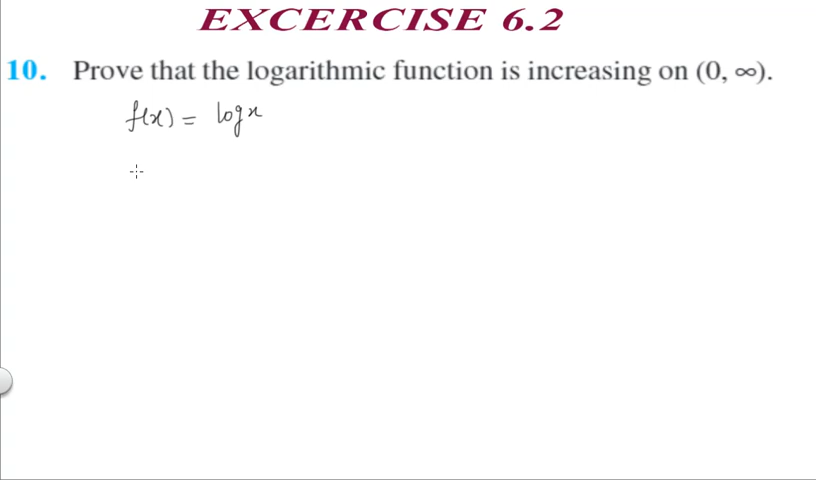 EXCERCISE 6.2
10. Prove that the logarithmic function is increasing on (0, ∞).
f(x) = log x